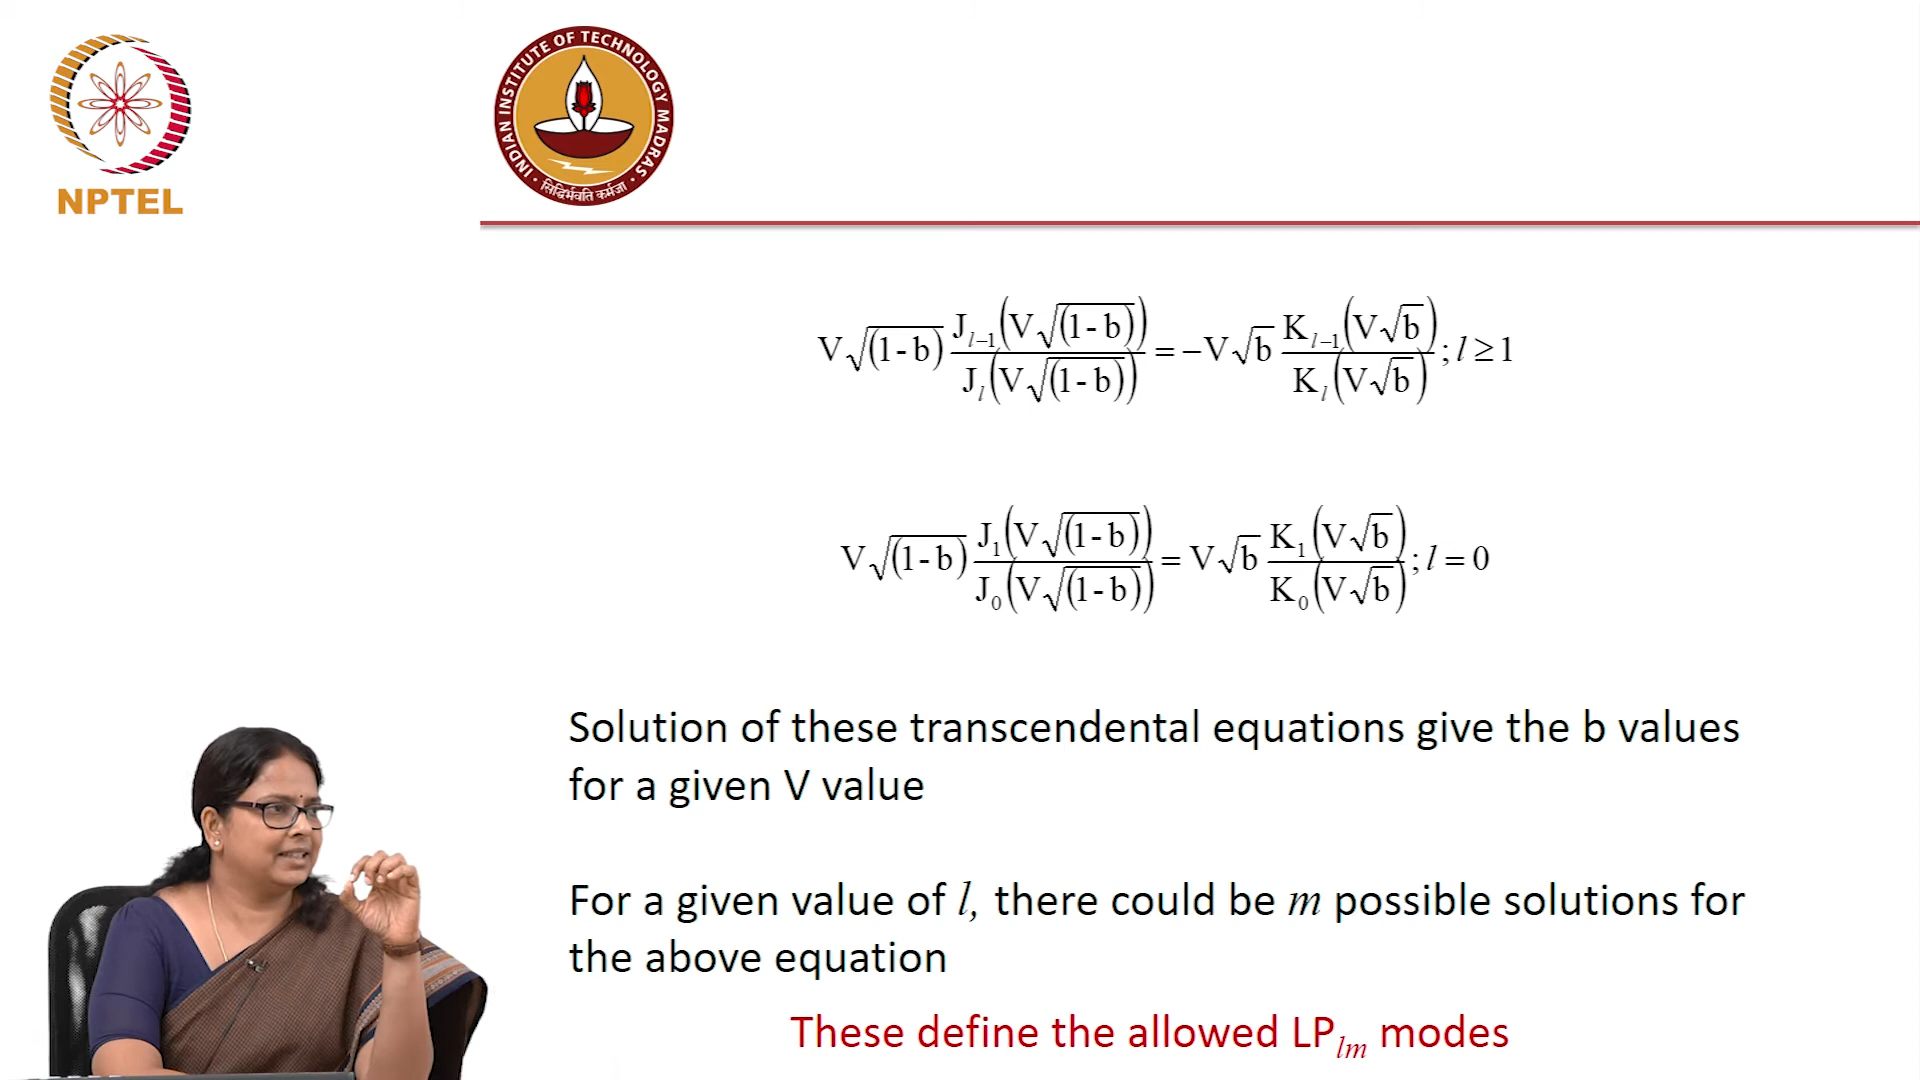 NPTEL
INDIAN INSTITUTE OF TECHNOLOGY MADRAS
सिद्धिर्भवति कर्मजा
V√(1-b) J_{l-1}(V√(1-b)) / J_l(V√(1-b)) = -V√b K_{l-1}(V√b) / K_l(V√b) ; l ≥ 1
V√(1-b) J_1(V√(1-b)) / J_0(V√(1-b)) = V√b K_1(V√b) / K_0(V√b) ; l = 0
Solution of these transcendental equations give the b values
for a given V value
For a given value of l, there could be m possible solutions for
the above equation
These define the allowed LP_{lm} modes